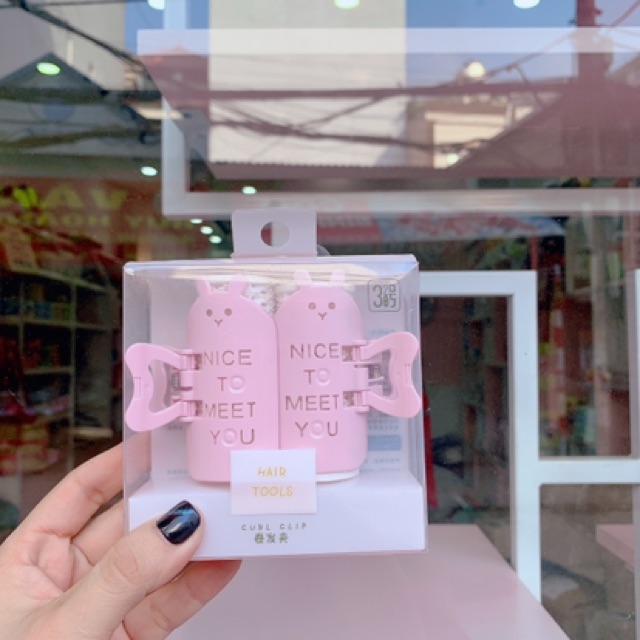 NICE
TO
MEET
YOU
NICE
TO
MEET
YOU
HAIR
TOOLS
CURL CLIP
卷发夹